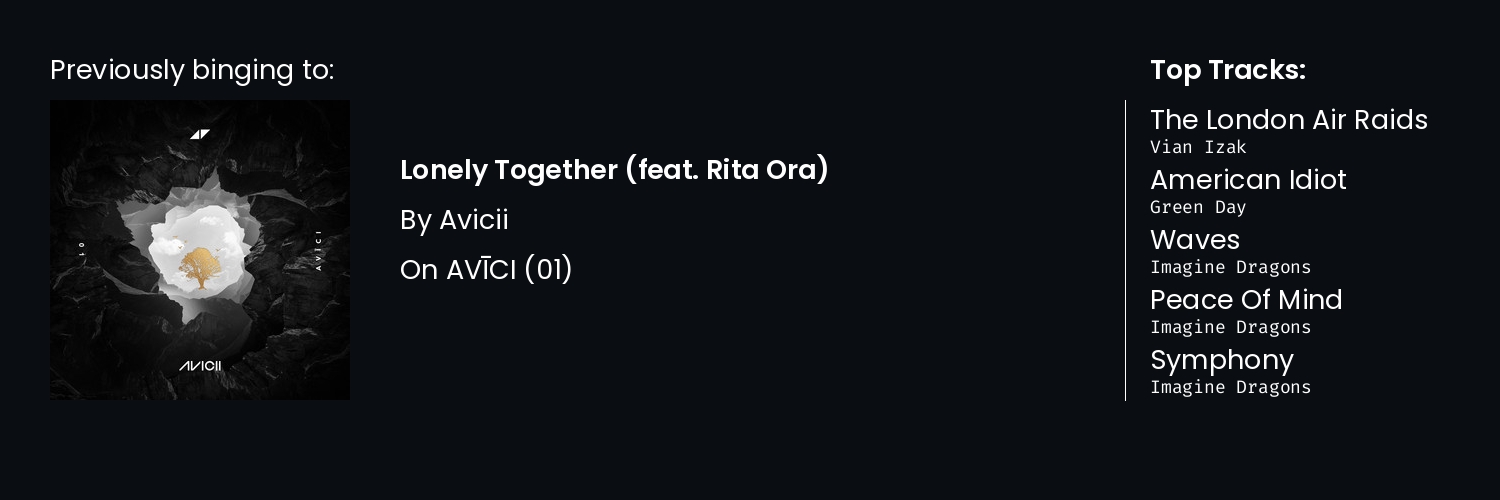 Previously binging to:
AVICII
01
AVĪCI
Lonely Together (feat. Rita Ora)
By Avicii
On AVĪCI (01)
Top Tracks:
The London Air Raids
Vian Izak
American Idiot
Green Day
Waves
Imagine Dragons
Peace Of Mind
Imagine Dragons
Symphony
Imagine Dragons